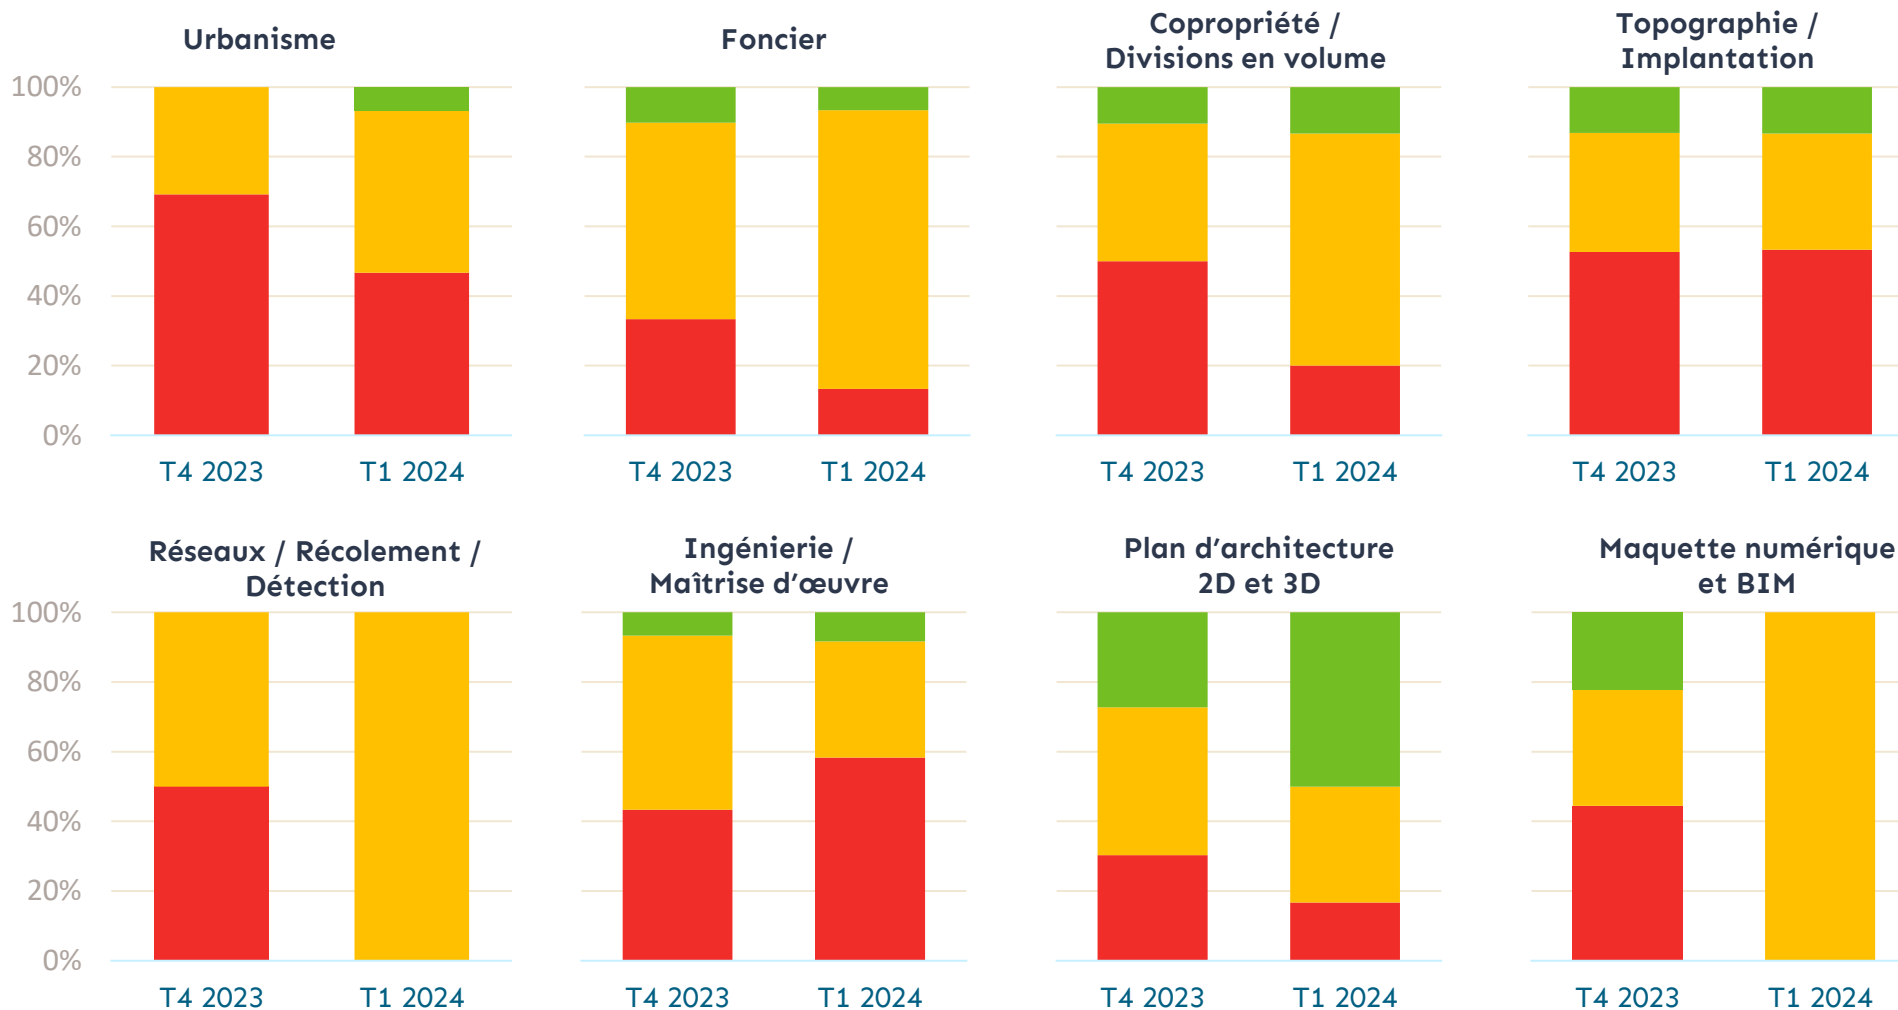 Urbanisme
Foncier
Copropriété /
Divisions en volume
Topographie /
Implantation
100%
80%
60%
40%
20%
0%
T4 2023
T1 2024
T4 2023
T1 2024
T4 2023
T1 2024
T4 2023
T1 2024
Réseaux / Récolement /
Détection
Ingénierie /
Maîtrise d’œuvre
Plan d’architecture
2D et 3D
Maquette numérique
et BIM
100%
80%
60%
40%
20%
0%
T4 2023
T1 2024
T4 2023
T1 2024
T4 2023
T1 2024
T4 2023
T1 2024